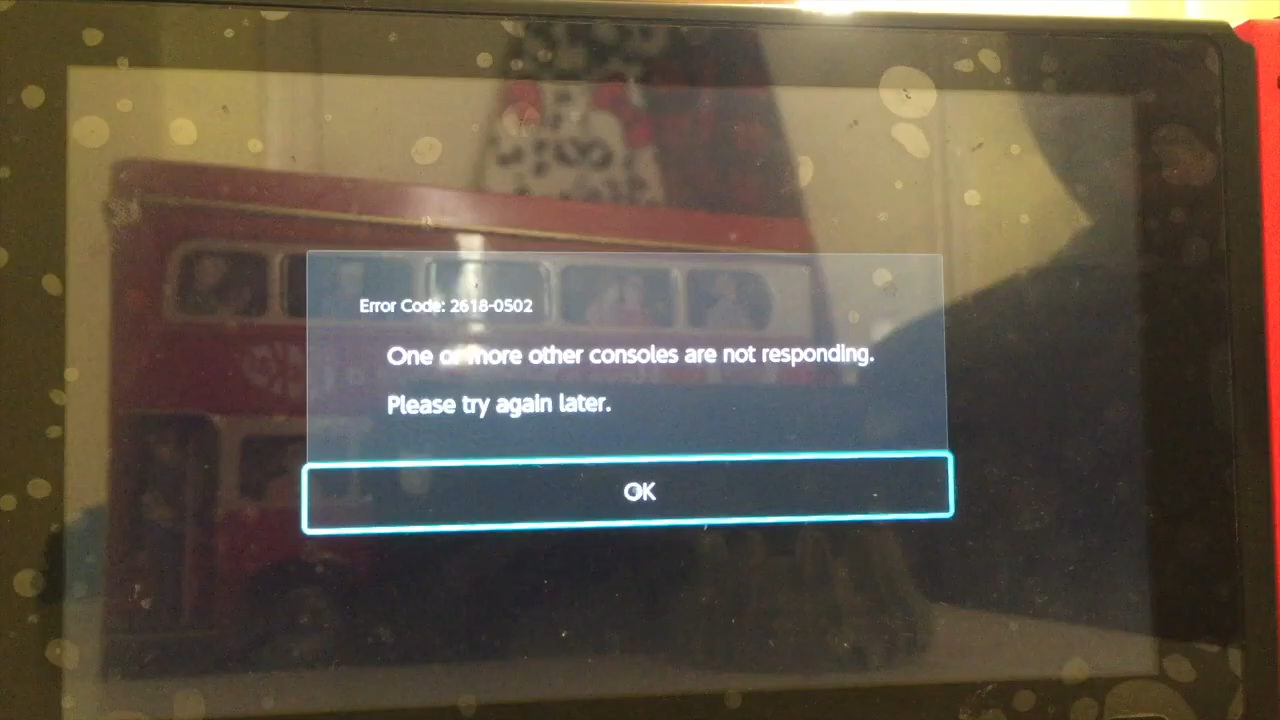 Error Code: 2618-0502
One or more other consoles are not responding.
Please try again later.
OK